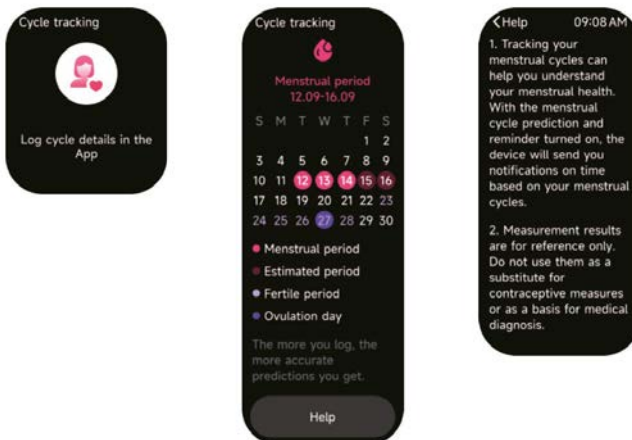 Cycle tracking
Log cycle details in the
App
Cycle tracking
Menstrual period
12.09-16.09
S M T W T F S
1 2
3 4 5 6 7 8 9
10 11 12 13 14 15 16
17 18 19 20 21 22 23
24 25 26 27 28 29 30
Menstrual period
Estimated period
Fertile period
Ovulation day
The more you log, the
more accurate
predictions you get.
Help
<Help 09:08 AM
1. Tracking your
menstrual cycles can
help you understand
your menstrual health.
With the menstrual
cycle prediction and
reminder turned on, the
device will send you
notifications on time
based on your menstrual
cycles.
2. Measurement results
are for reference only.
Do not use them as a
substitute for
contraceptive measures
or as a basis for medical
diagnosis.